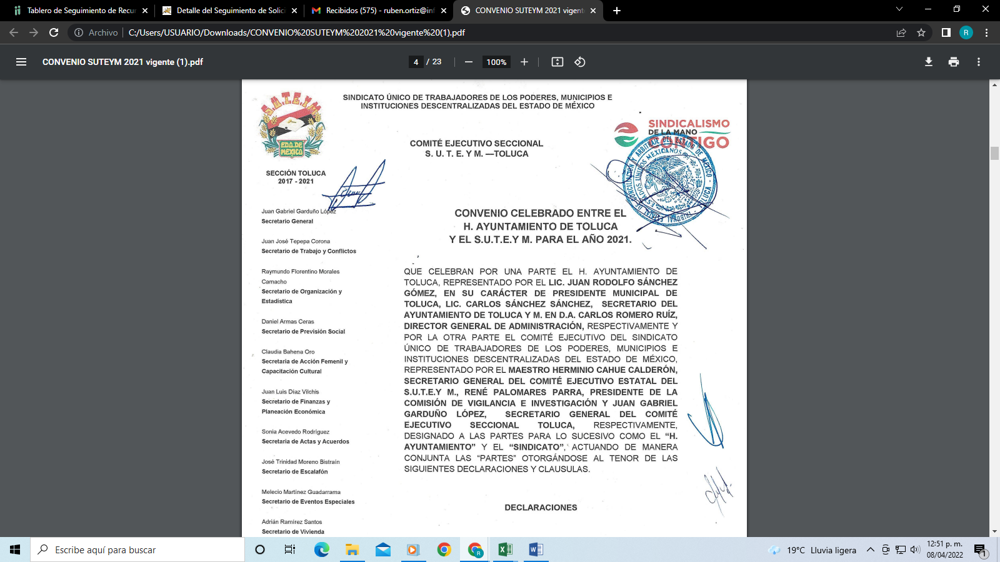 Tablero de Seguimiento de Recur
Detalle del Seguimiento de Solici
Recibidos (575) - ruben.ortiz@inf
CONVENIO SUTEYM 2021 vigent
Archivo
C:/Users/USUARIO/Downloads/CONVENIO%20SUTEYM%202021%20vigente%20(1).pdf
R
CONVENIO SUTEYM 2021 vigente (1).pdf
4 / 23
100%
S.U.T.E.Y M
EDO. DE MEXICO
SINDICATO ÚNICO DE TRABAJADORES DE LOS PODERES, MUNICIPIOS E
INSTITUCIONES DESCENTRALIZADAS DEL ESTADO DE MÉXICO
SINDICALISMO
DE LA MANO
CONTIGO
COMITÉ EJECUTIVO SECCIONAL
S. U. T. E. Y M. —TOLUCA
TRIBUNAL ESTATAL DE CONCILIACIÓN Y ARBITRAJE DEL ESTADO DE MÉXICO - TOLUCA
ESTADOS UNIDOS MEXICANOS
SECCIÓN TOLUCA
2017 - 2021
Juan Gabriel Garduño López
Secretario General
Juan José Tepepa Corona
Secretario de Trabajo y Conflictos
Raymundo Florentino Morales
Camacho
Secretario de Organización y
Estadística
Daniel Armas Ceras
Secretario de Previsión Social
Claudia Bahena Oro
Secretaria de Acción Femenil y
Capacitación Cultural
Juan Luis Díaz Vilchis
Secretario de Finanzas y
Planeación Económica
Sonia Acevedo Rodríguez
Secretaria de Actas y Acuerdos
José Trinidad Moreno Bistraín
Secretario de Escalafón
Melecio Martínez Guadarrama
Secretario de Eventos Especiales
Adrián Ramírez Santos
Secretario de Vivienda
CONVENIO CELEBRADO ENTRE EL
H. AYUNTAMIENTO DE TOLUCA
Y EL S.U.T.E.Y M. PARA EL AÑO 2021.
QUE CELEBRAN POR UNA PARTE EL H. AYUNTAMIENTO DE
TOLUCA, REPRESENTADO POR EL LIC. JUAN RODOLFO SÁNCHEZ
GÓMEZ, EN SU CARÁCTER DE PRESIDENTE MUNICIPAL DE
TOLUCA, LIC. CARLOS SÁNCHEZ SÁNCHEZ, SECRETARIO DEL
AYUNTAMIENTO DE TOLUCA Y M. EN D.A. CARLOS ROMERO RUÍZ,
DIRECTOR GENERAL DE ADMINISTRACIÓN, RESPECTIVAMENTE Y
POR LA OTRA PARTE EL COMITÉ EJECUTIVO DEL SINDICATO
ÚNICO DE TRABAJADORES DE LOS PODERES, MUNICIPIOS E
INSTITUCIONES DESCENTRALIZADAS DEL ESTADO DE MÉXICO,
REPRESENTADO POR EL MAESTRO HERMINIO CAHUE CALDERÓN,
SECRETARIO GENERAL DEL COMITÉ EJECUTIVO ESTATAL DEL
S.U.T.E.Y M., RENÉ PALOMARES PARRA, PRESIDENTE DE LA
COMISIÓN DE VIGILANCIA E INVESTIGACIÓN Y JUAN GABRIEL
GARDUÑO LÓPEZ, SECRETARIO GENERAL DEL COMITÉ
EJECUTIVO SECCIONAL TOLUCA, RESPECTIVAMENTE,
DESIGNADO A LAS PARTES PARA LO SUCESIVO COMO EL “H.
AYUNTAMIENTO” Y EL “SINDICATO”, ACTUANDO DE MANERA
CONJUNTA LAS “PARTES” OTORGÁNDOSE AL TENOR DE LAS
SIGUIENTES DECLARACIONES Y CLAUSULAS.
DECLARACIONES
Escribe aquí para buscar
19°C Lluvia ligera
12:51 p. m.
08/04/2022
1